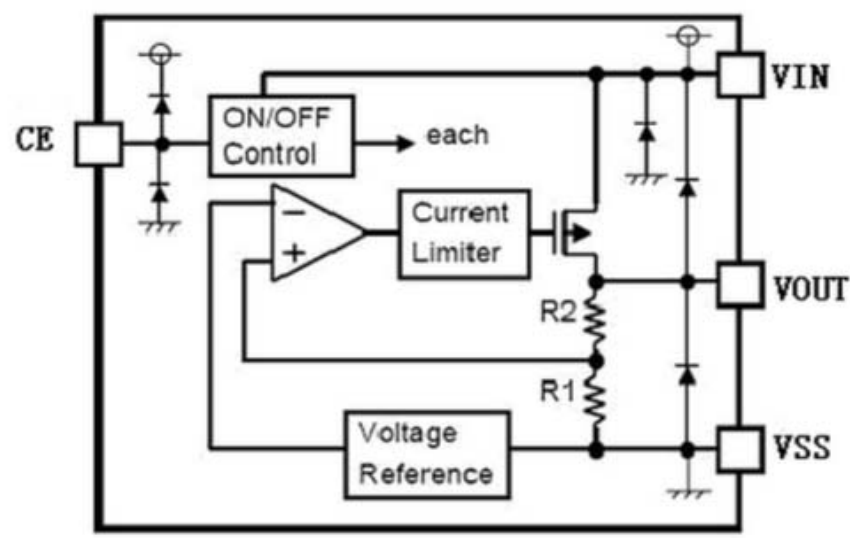 VIN
ON/OFF
Control
each
CE
−
+
Current
Limiter
VOUT
R2
R1
Voltage
Reference
VSS